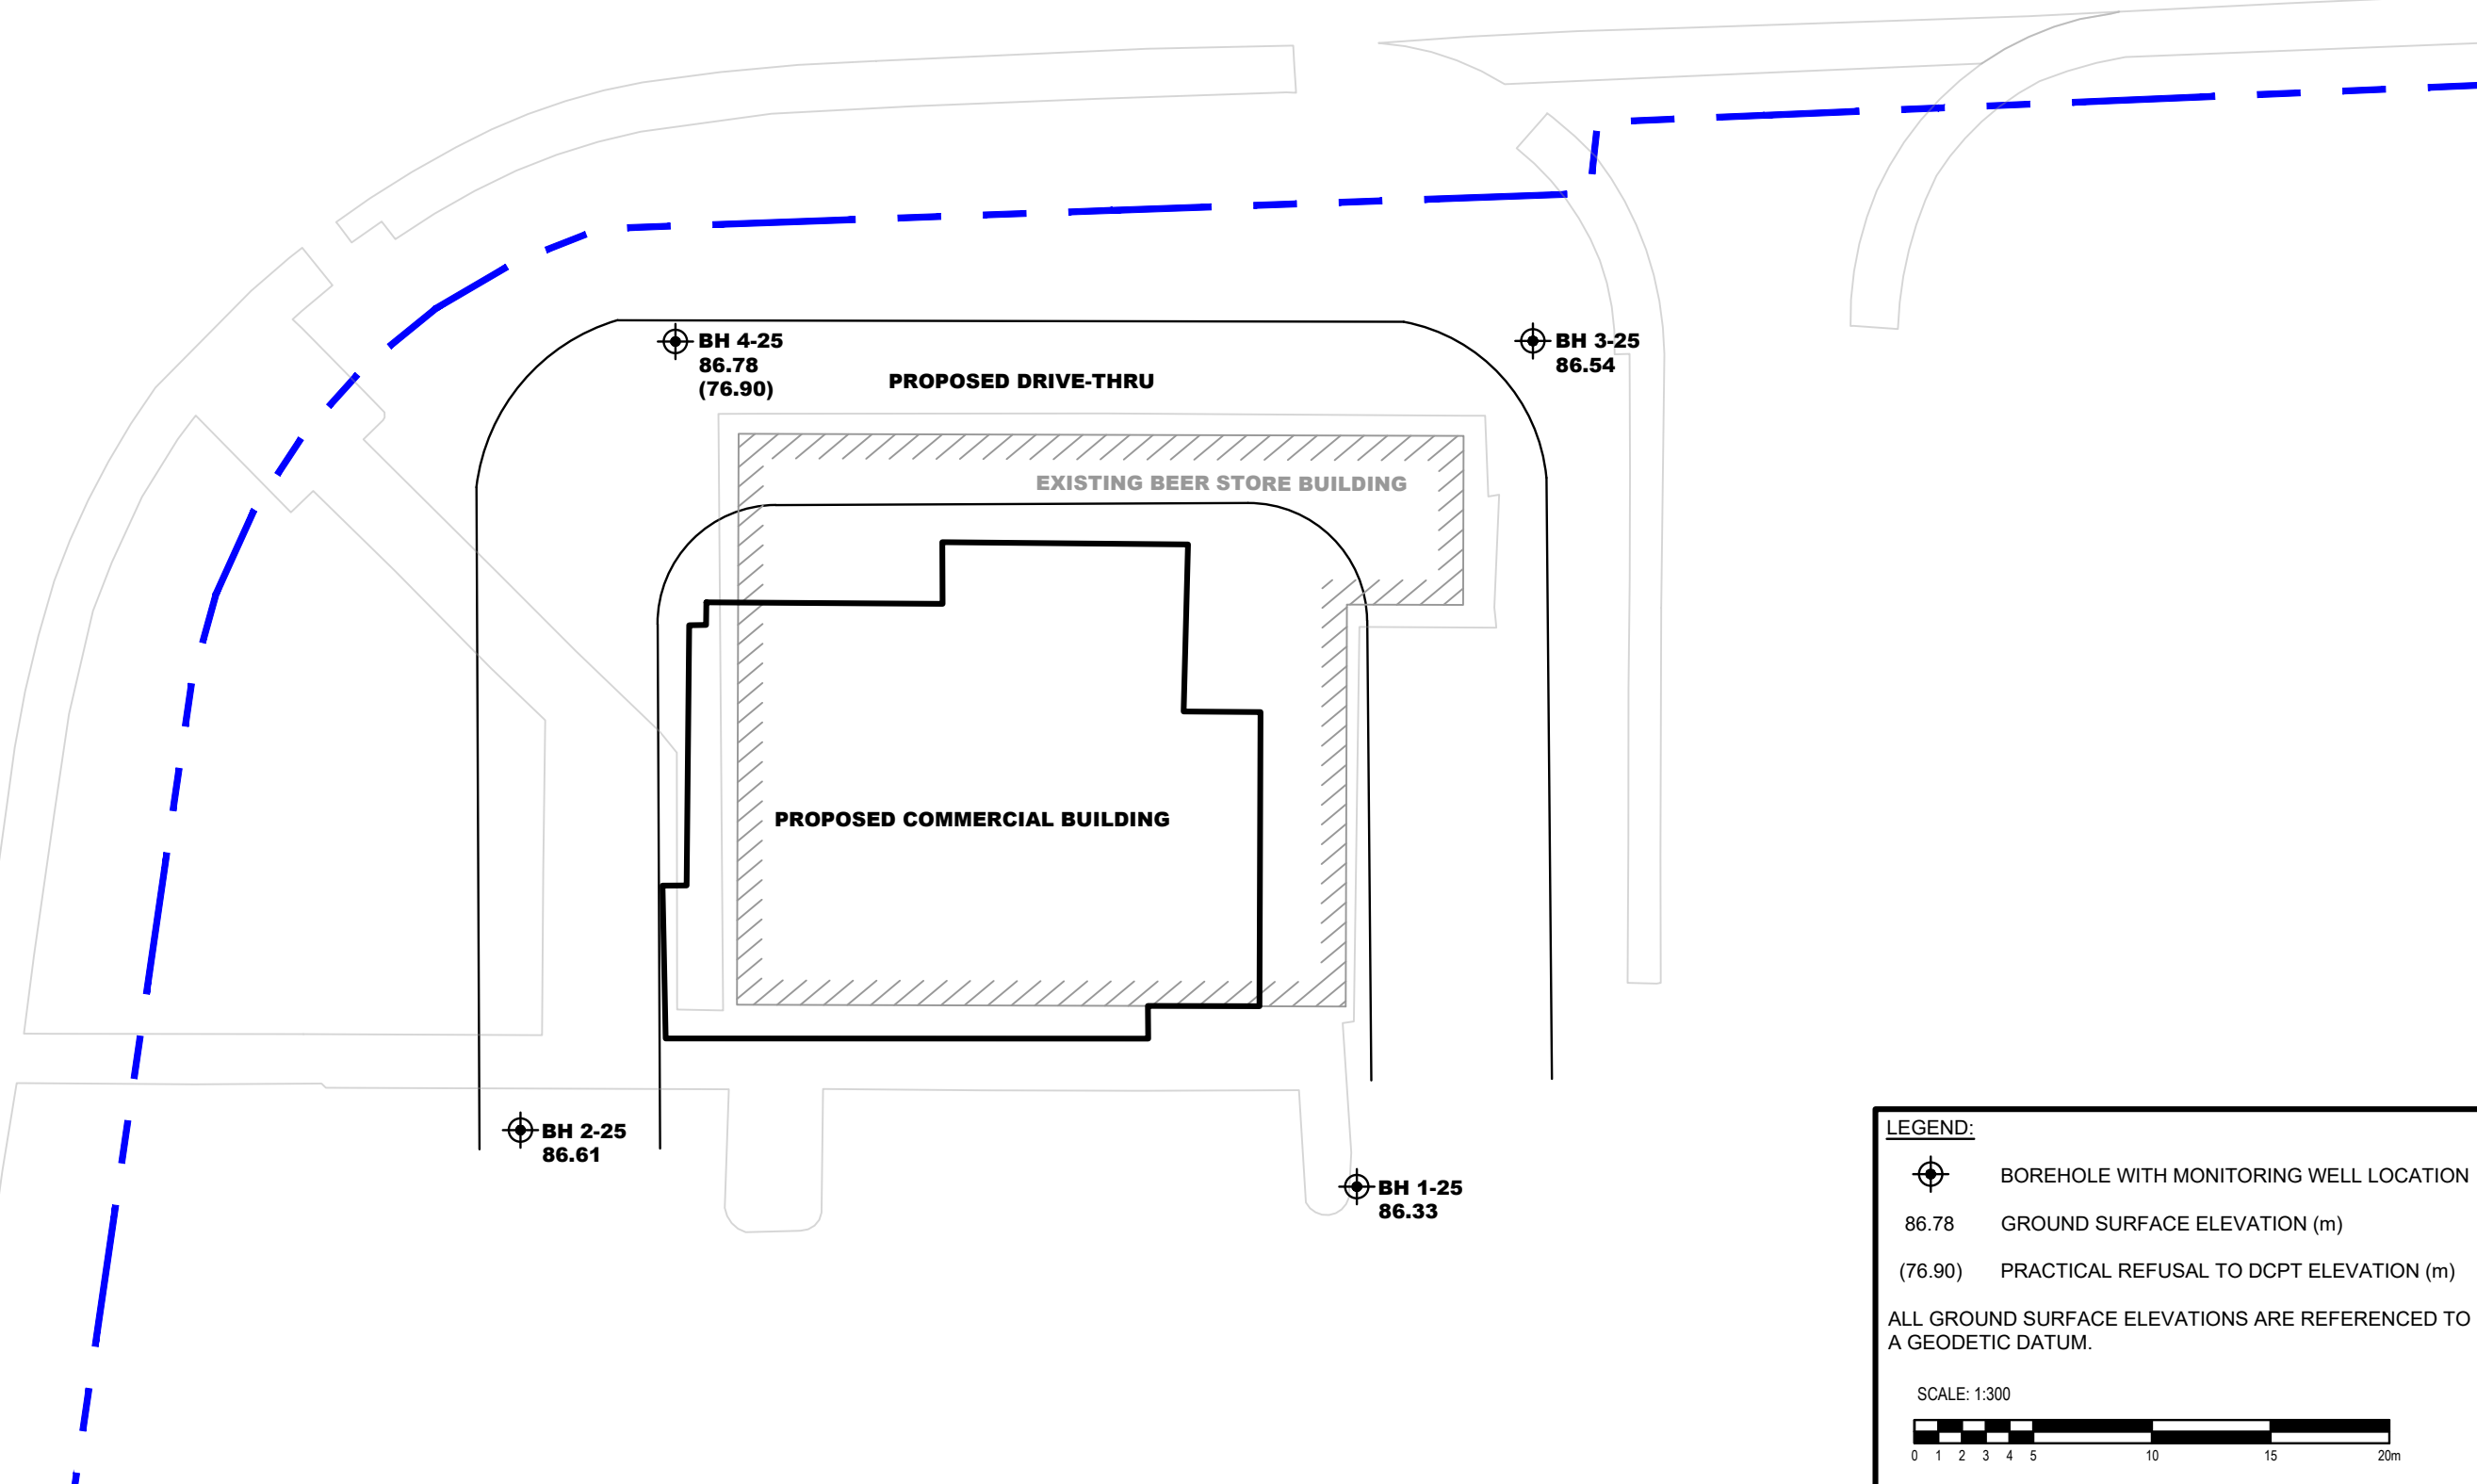 BH 4-25
86.78
(76.90)
BH 3-25
86.54
PROPOSED DRIVE-THRU
EXISTING BEER STORE BUILDING
PROPOSED COMMERCIAL BUILDING
BH 2-25
86.61
BH 1-25
86.33
LEGEND:
BOREHOLE WITH MONITORING WELL LOCATION
86.78 GROUND SURFACE ELEVATION (m)
(76.90) PRACTICAL REFUSAL TO DCPT ELEVATION (m)
ALL GROUND SURFACE ELEVATIONS ARE REFERENCED TO
A GEODETIC DATUM.
SCALE: 1:300
0 1 2 3 4 5 10 15 20m